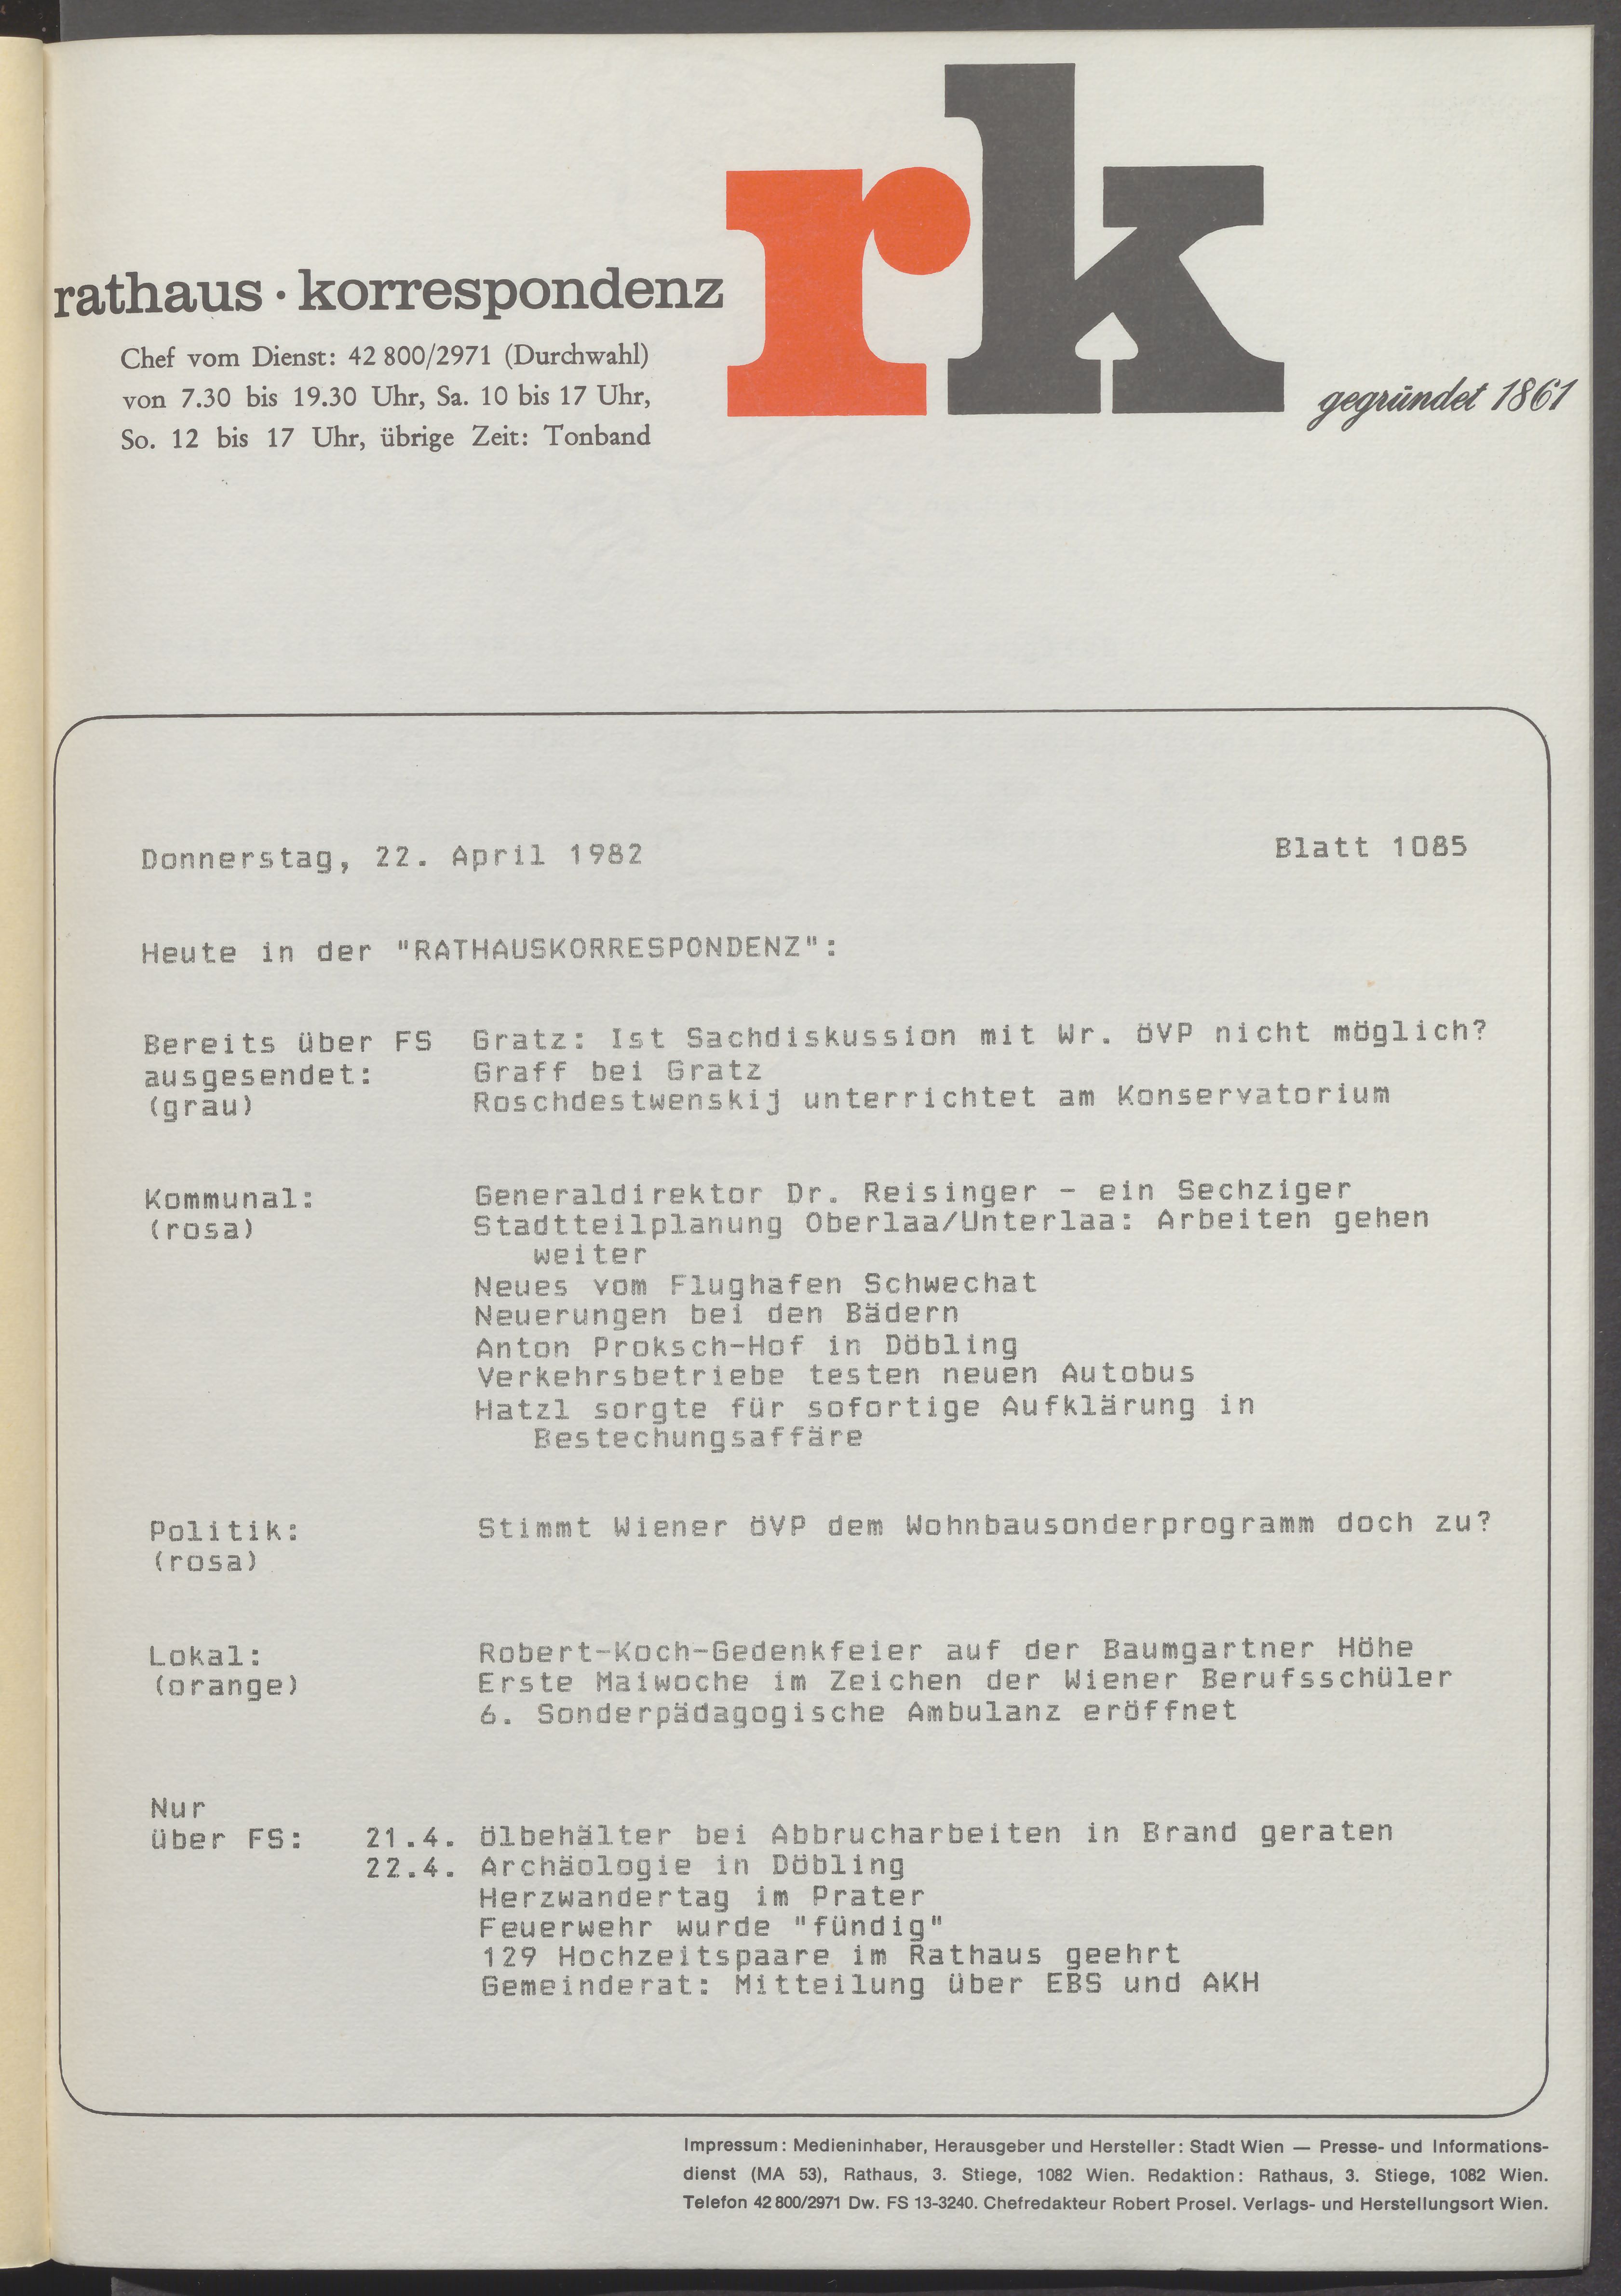 rk
rathaus · korrespondenz
Chef vom Dienst: 42 800/2971 (Durchwahl)
von 7.30 bis 19.30 Uhr, Sa. 10 bis 17 Uhr,
So. 12 bis 17 Uhr, übrige Zeit: Tonband
gegründet 1861
Donnerstag, 22. April 1982 Blatt 1085
Heute in der "RATHAUSKORRESPONDENZ":
Bereits über FS Gratz: Ist Sachdiskussion mit Wr. ÖVP nicht möglich?
ausgesendet: Graff bei Gratz
(grau) Roschdestwenskij unterrichtet am Konservatorium
Kommunal: Generaldirektor Dr. Reisinger - ein Sechziger
(rosa) Stadtteilplanung Oberlaa/Unterlaa: Arbeiten gehen
weiter
Neues vom Flughafen Schwechat
Neuerungen bei den Bädern
Anton Proksch-Hof in Döbling
Verkehrsbetriebe testen neuen Autobus
Hatzl sorgte für sofortige Aufklärung in
Bestechungsaffäre
Politik: Stimmt Wiener ÖVP dem Wohnbausonderprogramm doch zu?
(rosa)
Lokal: Robert-Koch-Gedenkfeier auf der Baumgartner Höhe
(orange) Erste Maiwoche im Zeichen der Wiener Berufsschüler
6. Sonderpädagogische Ambulanz eröffnet
Nur
über FS: 21.4. Ölbehälter bei Abbrucharbeiten in Brand geraten
22.4. Archäologie in Döbling
Herzwandertag im Prater
Feuerwehr wurde "fündig"
129 Hochzeitspaare im Rathaus geehrt
Gemeinderat: Mitteilung über EBS und AKH
Impressum: Medieninhaber, Herausgeber und Hersteller: Stadt Wien — Presse- und Informations-
dienst (MA 53), Rathaus, 3. Stiege, 1082 Wien. Redaktion: Rathaus, 3. Stiege, 1082 Wien.
Telefon 42 800/2971 Dw. FS 13-3240. Chefredakteur Robert Prosel. Verlags- und Herstellungsort Wien.